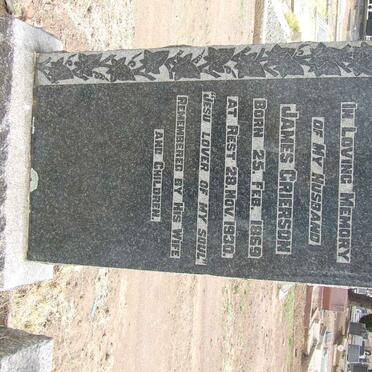 IN LOVING MEMORY
OF MY HUSBAND
JAMES GRIERSON
BORN 25. FEB. 1869
AT REST 28. NOV. 1930.
"JESU LOVER OF MY SOUL"
REMEMBERED BY HIS WIFE
AND CHILDREN.